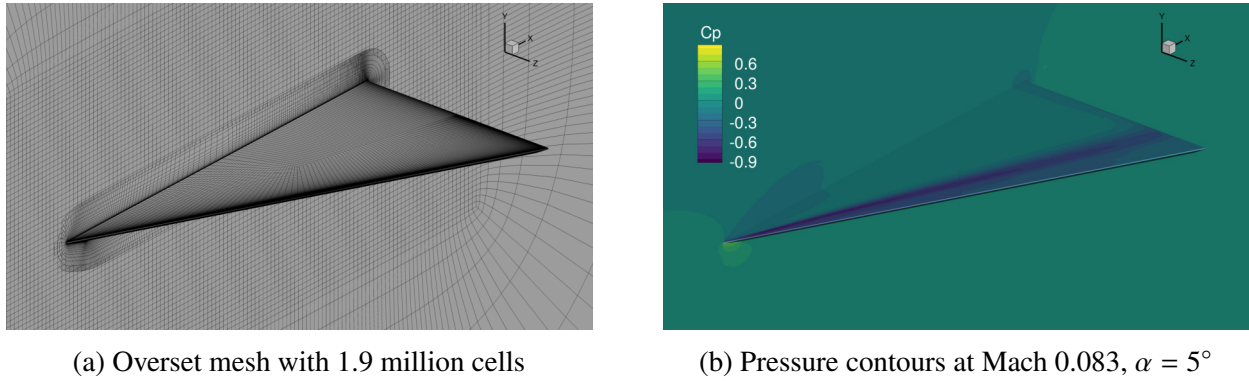 Y
X
Z
Cp
0.6
0.3
0
-0.3
-0.6
-0.9
Y
X
Z
(a) Overset mesh with 1.9 million cells
(b) Pressure contours at Mach 0.083, α = 5°